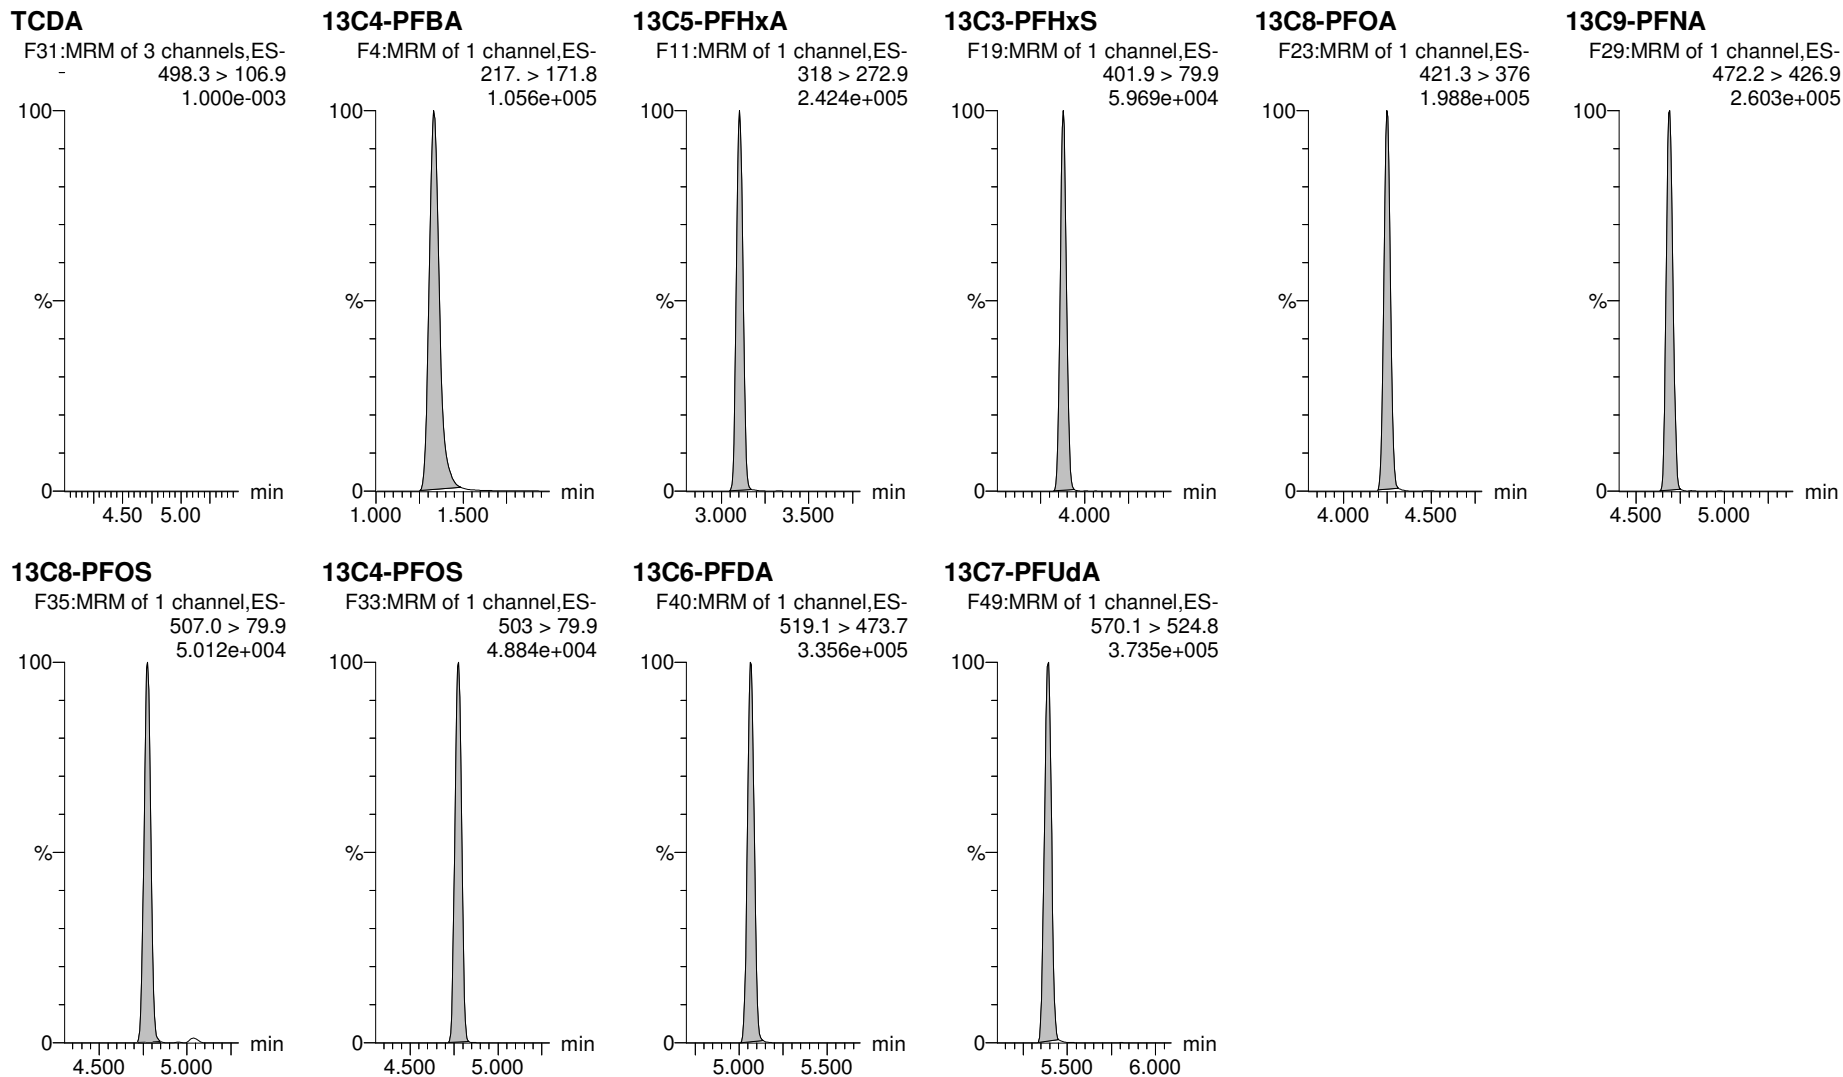 TCDA
F31:MRM of 3 channels,ES-
498.3 > 106.9
1.000e-003
100
%
0
min
4.50 5.00
13C4-PFBA
F4:MRM of 1 channel,ES-
217. > 171.8
1.056e+005
100
%
0
min
1.000 1.500
13C5-PFHxA
F11:MRM of 1 channel,ES-
318 > 272.9
2.424e+005
100
%
0
min
3.000 3.500
13C3-PFHxS
F19:MRM of 1 channel,ES-
401.9 > 79.9
5.969e+004
100
%
0
min
4.000
13C8-PFOA
F23:MRM of 1 channel,ES-
421.3 > 376
1.988e+005
100
%
0
min
4.000 4.500
13C9-PFNA
F29:MRM of 1 channel,ES-
472.2 > 426.9
2.603e+005
100
%
0
min
4.500 5.000
13C8-PFOS
F35:MRM of 1 channel,ES-
507.0 > 79.9
5.012e+004
100
%
0
min
4.500 5.000
13C4-PFOS
F33:MRM of 1 channel,ES-
503 > 79.9
4.884e+004
100
%
0
min
4.500 5.000
13C6-PFDA
F40:MRM of 1 channel,ES-
519.1 > 473.7
3.356e+005
100
%
0
min
5.000 5.500
13C7-PFUdA
F49:MRM of 1 channel,ES-
570.1 > 524.8
3.735e+005
100
%
0
min
5.500 6.000